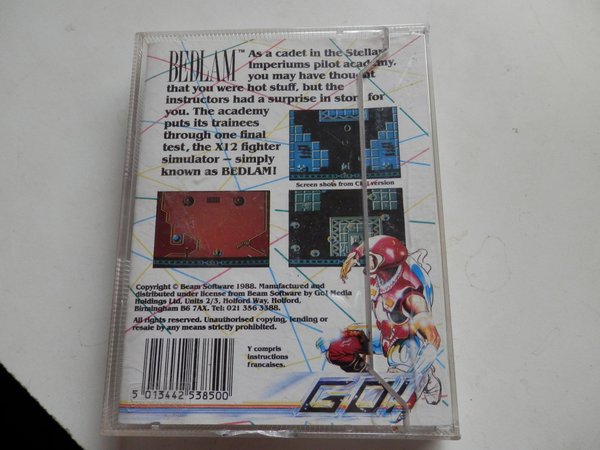 BEDLAM™
As a cadet in the Stellar
Imperiums pilot academy,
you may have thought
that you were hot stuff, but the
instructors had a surprise in store for
you. The academy
puts its trainees
through one final
test, the X12 fighter
simulator – simply
known as BEDLAM!
Screen shots from CBM version
Copyright © Beam Software 1988. Manufactured and
distributed under license from Beam Software by Go! Media
Holdings Ltd, Units 2/3, Holford Way, Holford,
Birmingham B6 7AX. Tel: 021 356 3388.
All rights reserved. Unauthorised copying, lending or
resale by any means strictly prohibited.
Y compris
instructions
Francaises.
5 013442 538500
GO!